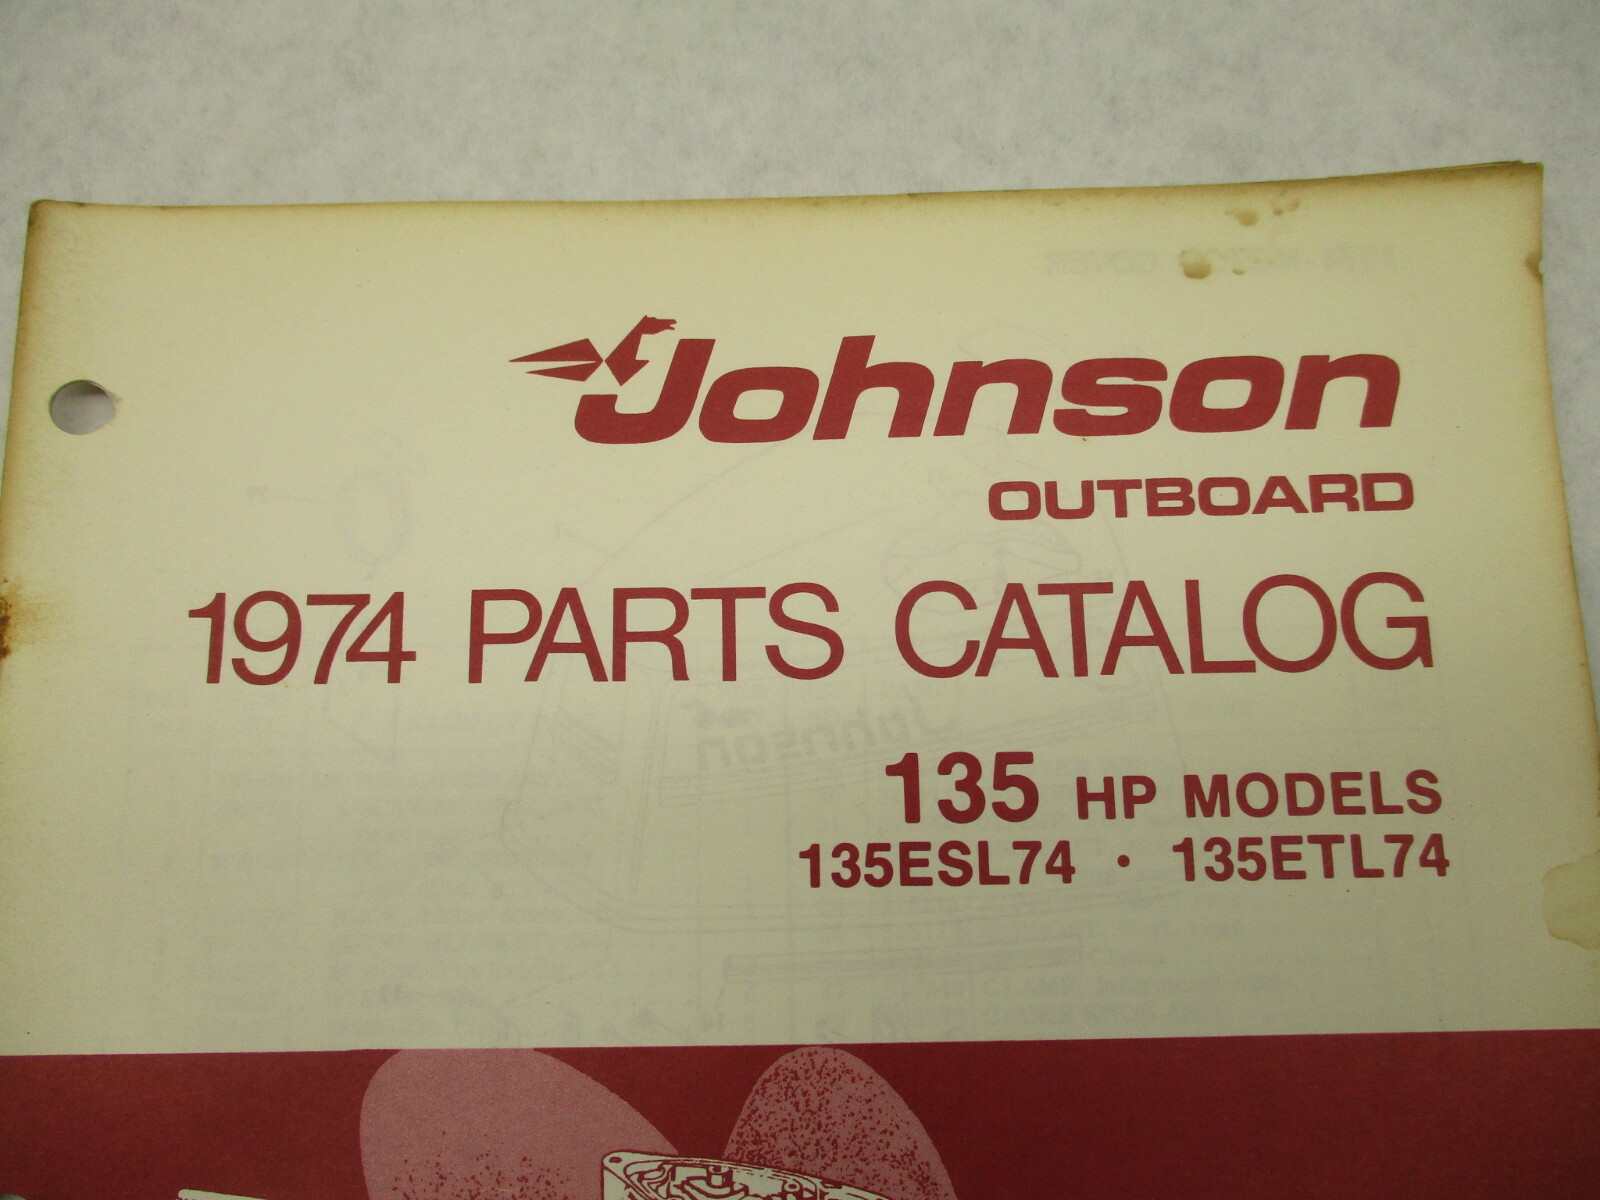 Johnson
OUTBOARD
1974 PARTS CATALOG
135 HP MODELS
135ESL74 · 135ETL74